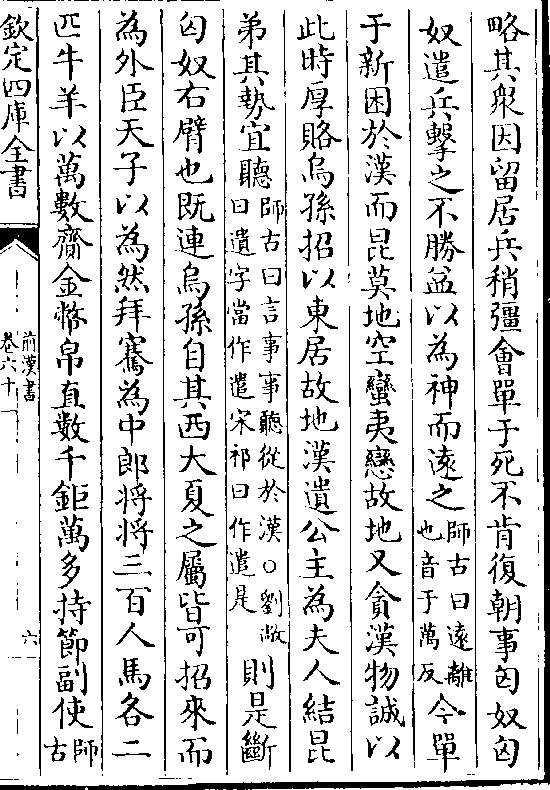 略其衆因留居兵稍彊會單于死不肯復朝事匈奴匈
奴遣兵擊之不勝益以為神而遠之師古曰遠離也音于萬反今單
于新困於漢而昆莫地空蠻夷戀故地又貪漢物誠以
此時厚賂烏孫招以東居故地漢遺公主為夫人結昆
弟其勢宜聽師古曰言事事聽從於漢○劉敞曰遺字當作遣宋祁曰作遣是則是斷
匈奴右臂也既連烏孫自其西大夏之屬皆可招來而
為外臣天子以為然拜騫為中郎将将三百人馬各二
匹牛羊以萬數齎金幣帛直數千鉅萬多持節副使師古
欽定四庫全書
前漢書
卷六十一
六